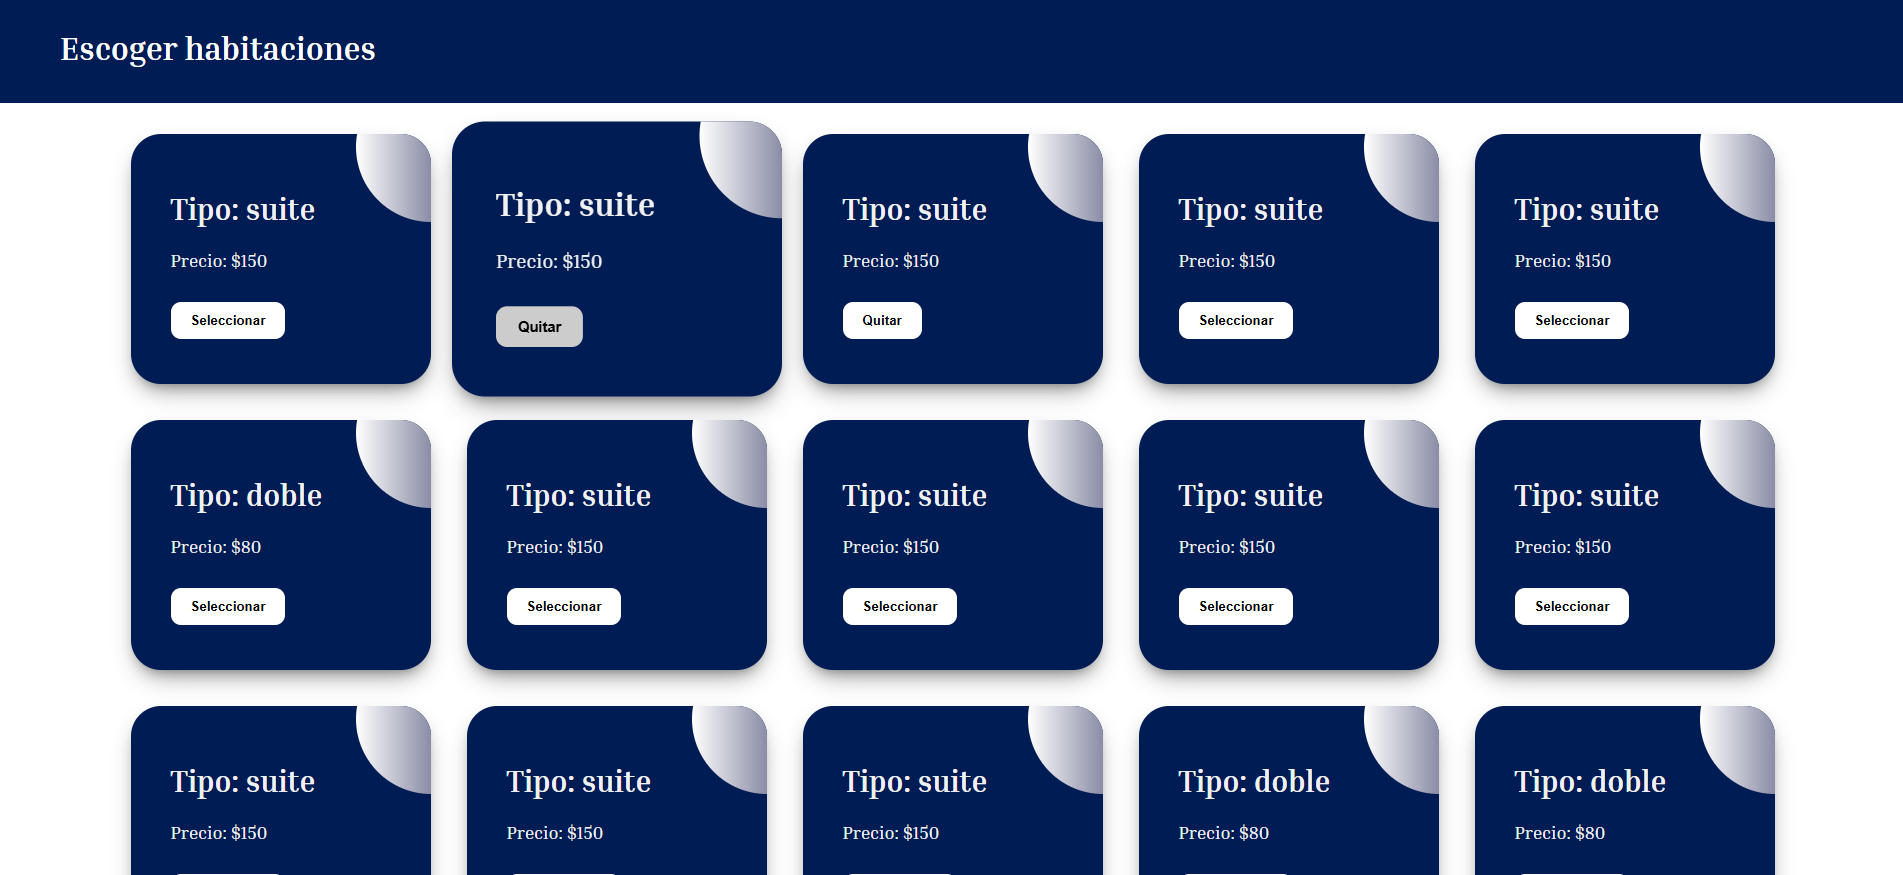 Escoger habitaciones
Tipo: suite
Precio: $150
Seleccionar
Tipo: suite
Precio: $150
Quitar
Tipo: suite
Precio: $150
Quitar
Tipo: suite
Precio: $150
Seleccionar
Tipo: suite
Precio: $150
Seleccionar
Tipo: doble
Precio: $80
Seleccionar
Tipo: suite
Precio: $150
Seleccionar
Tipo: suite
Precio: $150
Seleccionar
Tipo: suite
Precio: $150
Seleccionar
Tipo: suite
Precio: $150
Seleccionar
Tipo: suite
Precio: $150
Tipo: suite
Precio: $150
Tipo: suite
Precio: $150
Tipo: doble
Precio: $80
Tipo: doble
Precio: $80